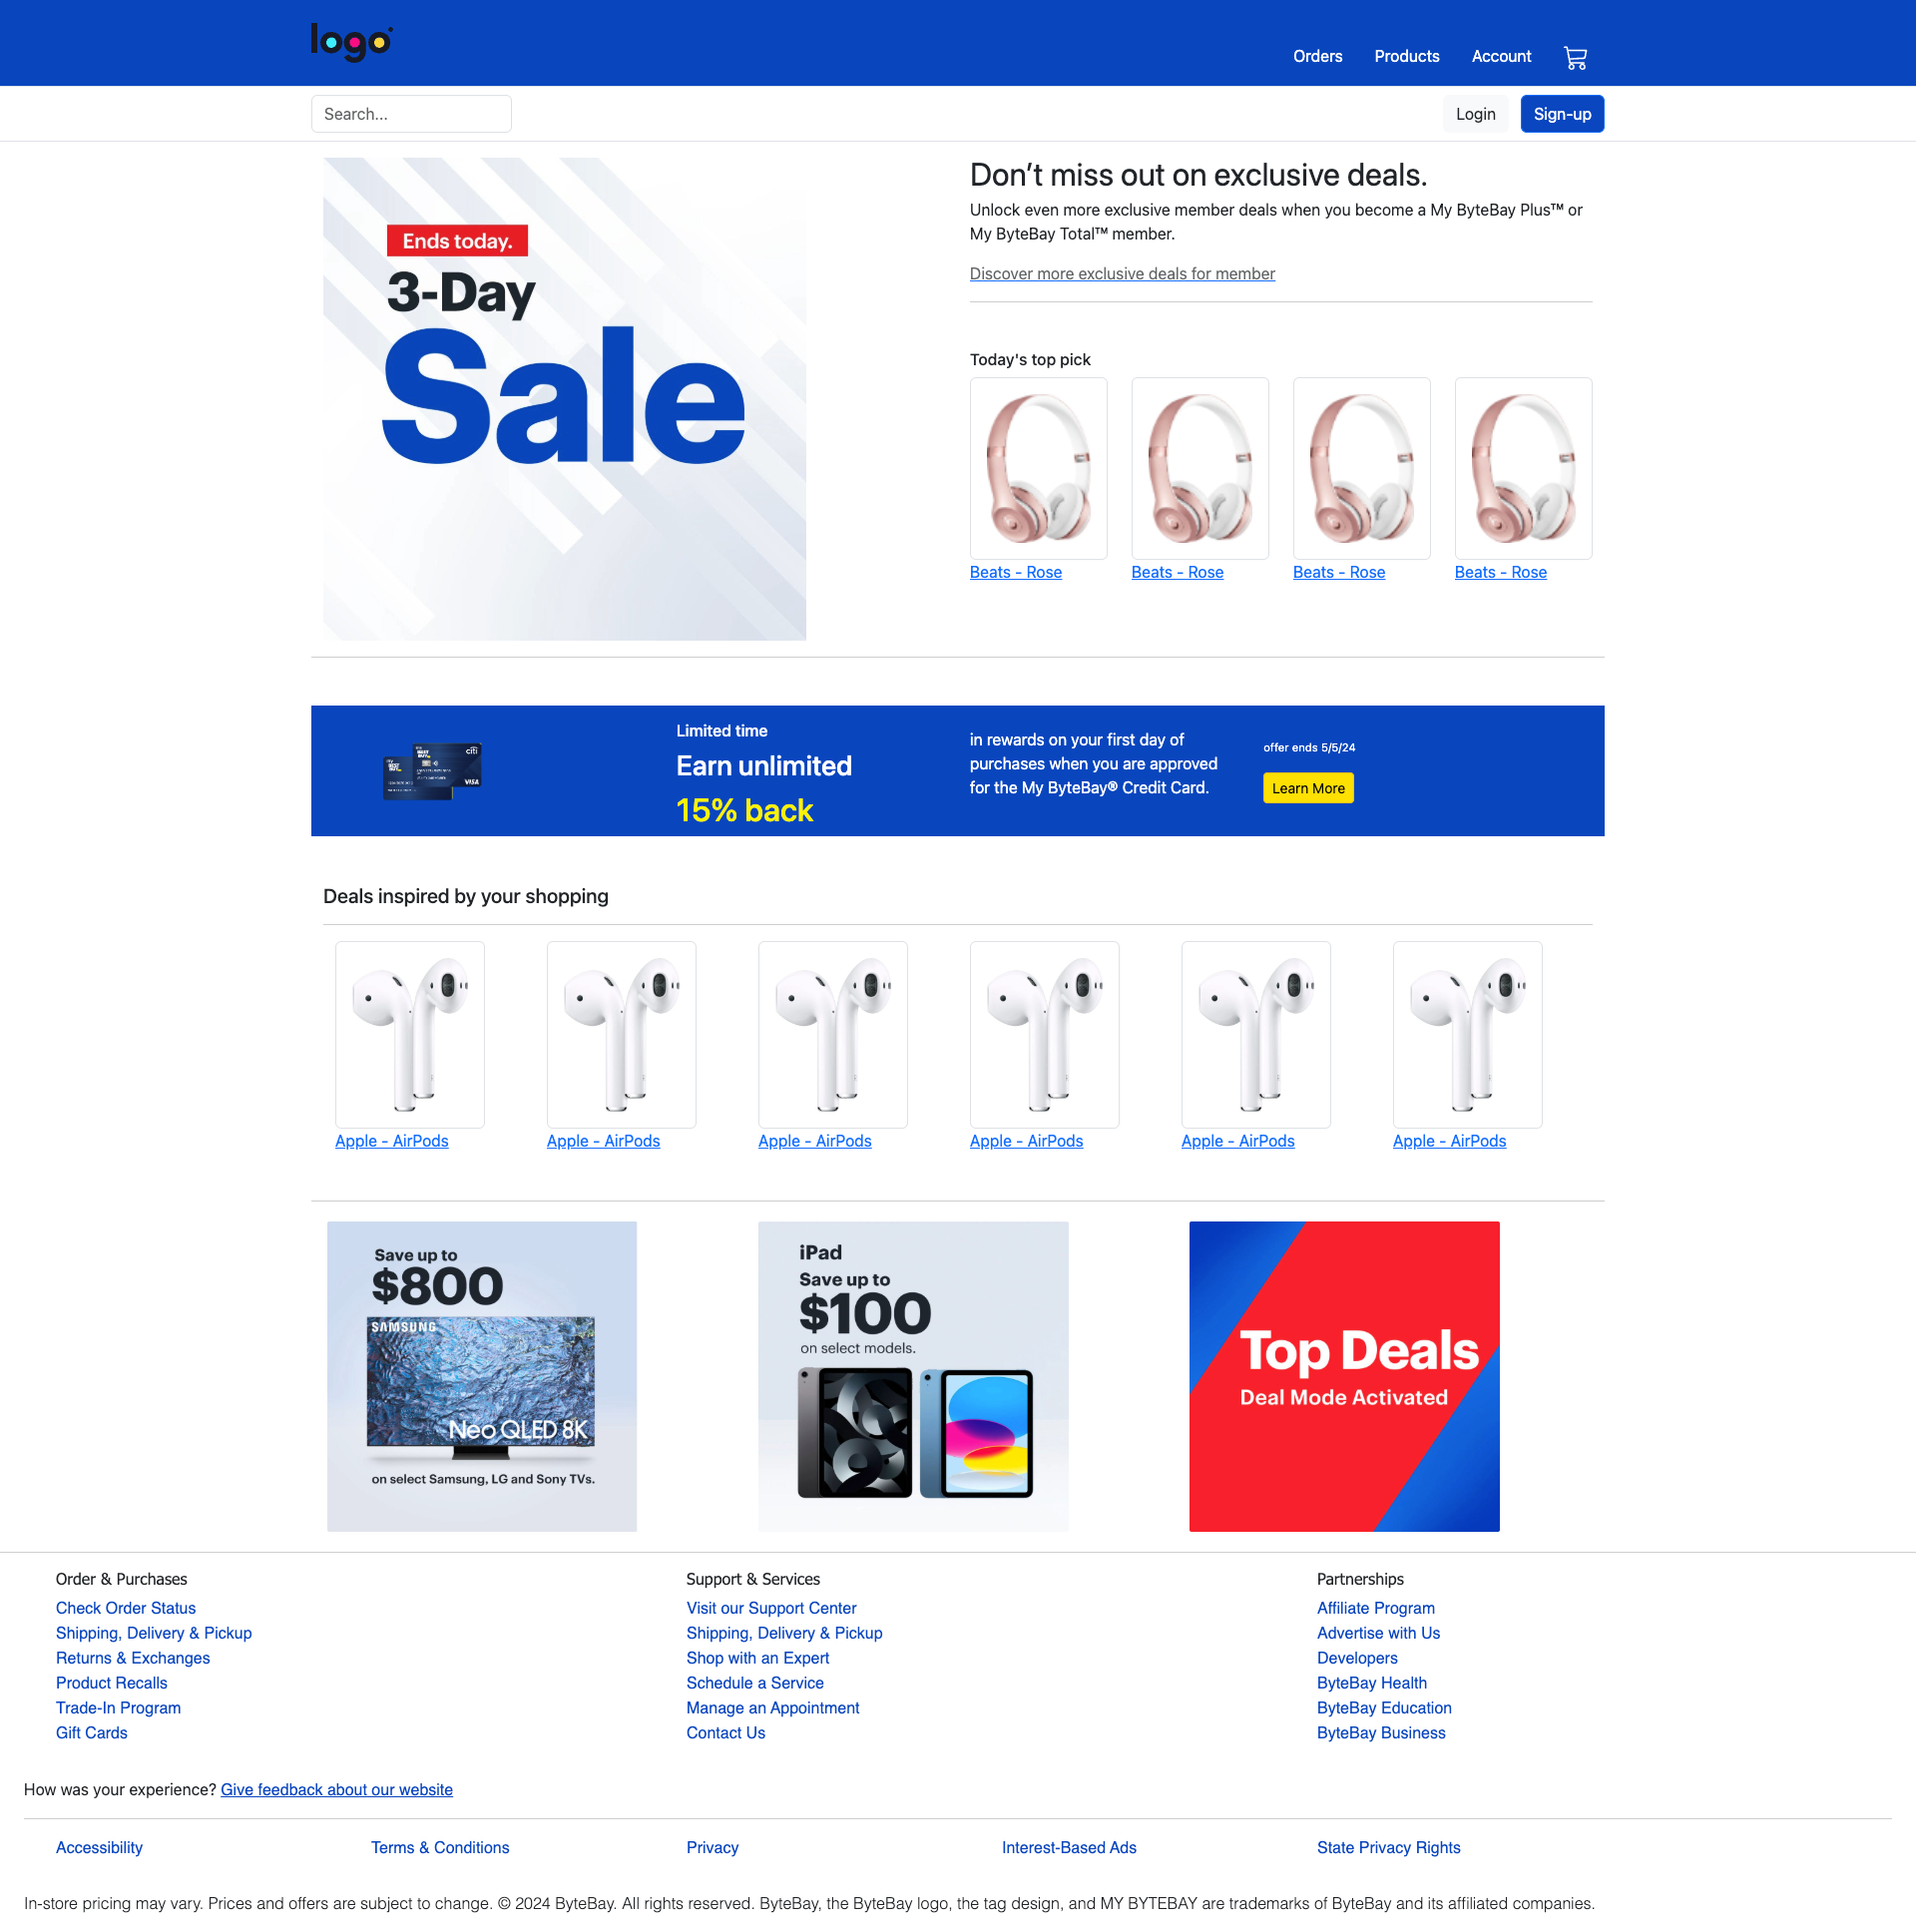 logo
Orders Products Account
Search... Login Sign-up
Ends today.
3-Day
Sale
Don’t miss out on exclusive deals.
Unlock even more exclusive member deals when you become a My ByteBay Plus™ or
My ByteBay Total™ member.
Discover more exclusive deals for member
Today's top pick
Beats - Rose Beats - Rose Beats - Rose Beats - Rose
citi
VISA
Limited time
Earn unlimited
15% back
in rewards on your first day of
purchases when you are approved
for the My ByteBay® Credit Card.
offer ends 5/5/24
Learn More
Deals inspired by your shopping
Apple - AirPods Apple - AirPods Apple - AirPods Apple - AirPods Apple - AirPods Apple - AirPods
Save up to
$800
SAMSUNG
Neo QLED 8K
on select Samsung, LG and Sony TVs.
iPad
Save up to
$100
on select models.
Top Deals
Deal Mode Activated
Order & Purchases
Check Order Status
Shipping, Delivery & Pickup
Returns & Exchanges
Product Recalls
Trade-In Program
Gift Cards
Support & Services
Visit our Support Center
Shipping, Delivery & Pickup
Shop with an Expert
Schedule a Service
Manage an Appointment
Contact Us
Partnerships
Affiliate Program
Advertise with Us
Developers
ByteBay Health
ByteBay Education
ByteBay Business
How was your experience? Give feedback about our website
Accessibility Terms & Conditions Privacy Interest-Based Ads State Privacy Rights
In-store pricing may vary. Prices and offers are subject to change. © 2024 ByteBay. All rights reserved. ByteBay, the ByteBay logo, the tag design, and MY BYTEBAY are trademarks of ByteBay and its affiliated companies.